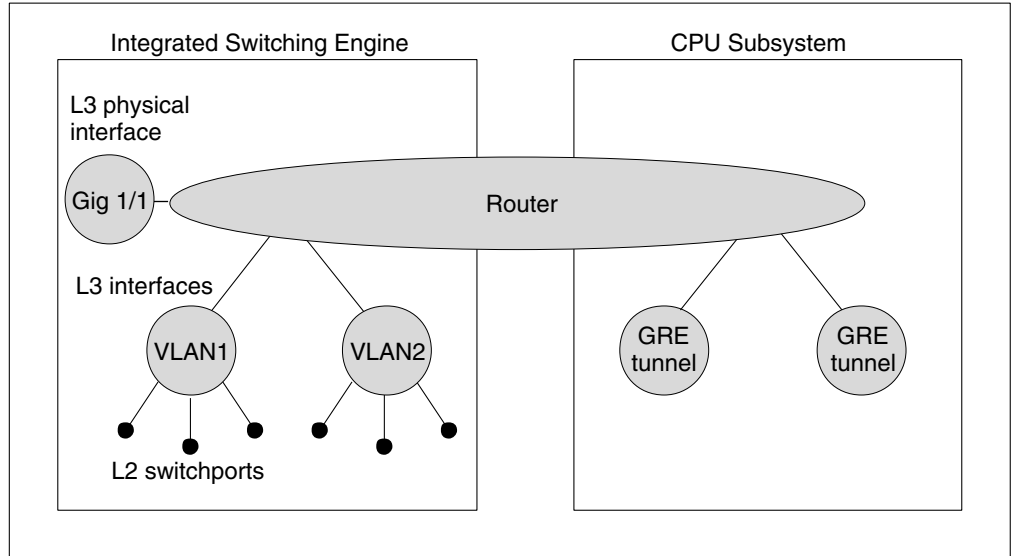 Integrated Switching Engine
CPU Subsystem
L3 physical
interface
Gig 1/1
Router
L3 interfaces
VLAN1
VLAN2
GRE
tunnel
GRE
tunnel
L2 switchports